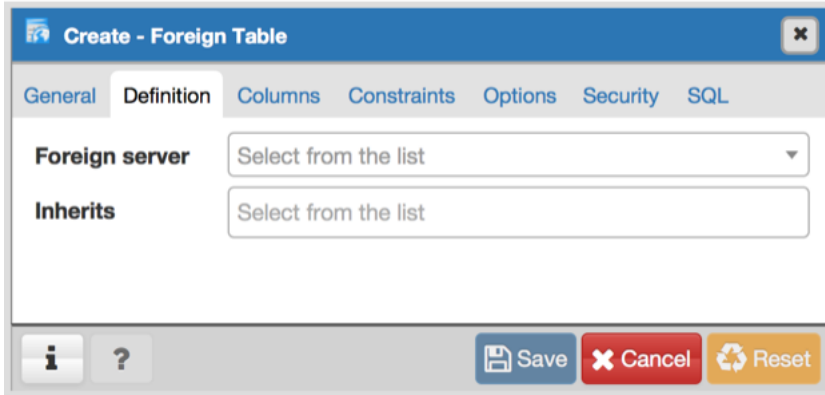 Create - Foreign Table
General Definition Columns Constraints Options Security SQL
Foreign server Select from the list
Inherits Select from the list
i ? Save Cancel Reset